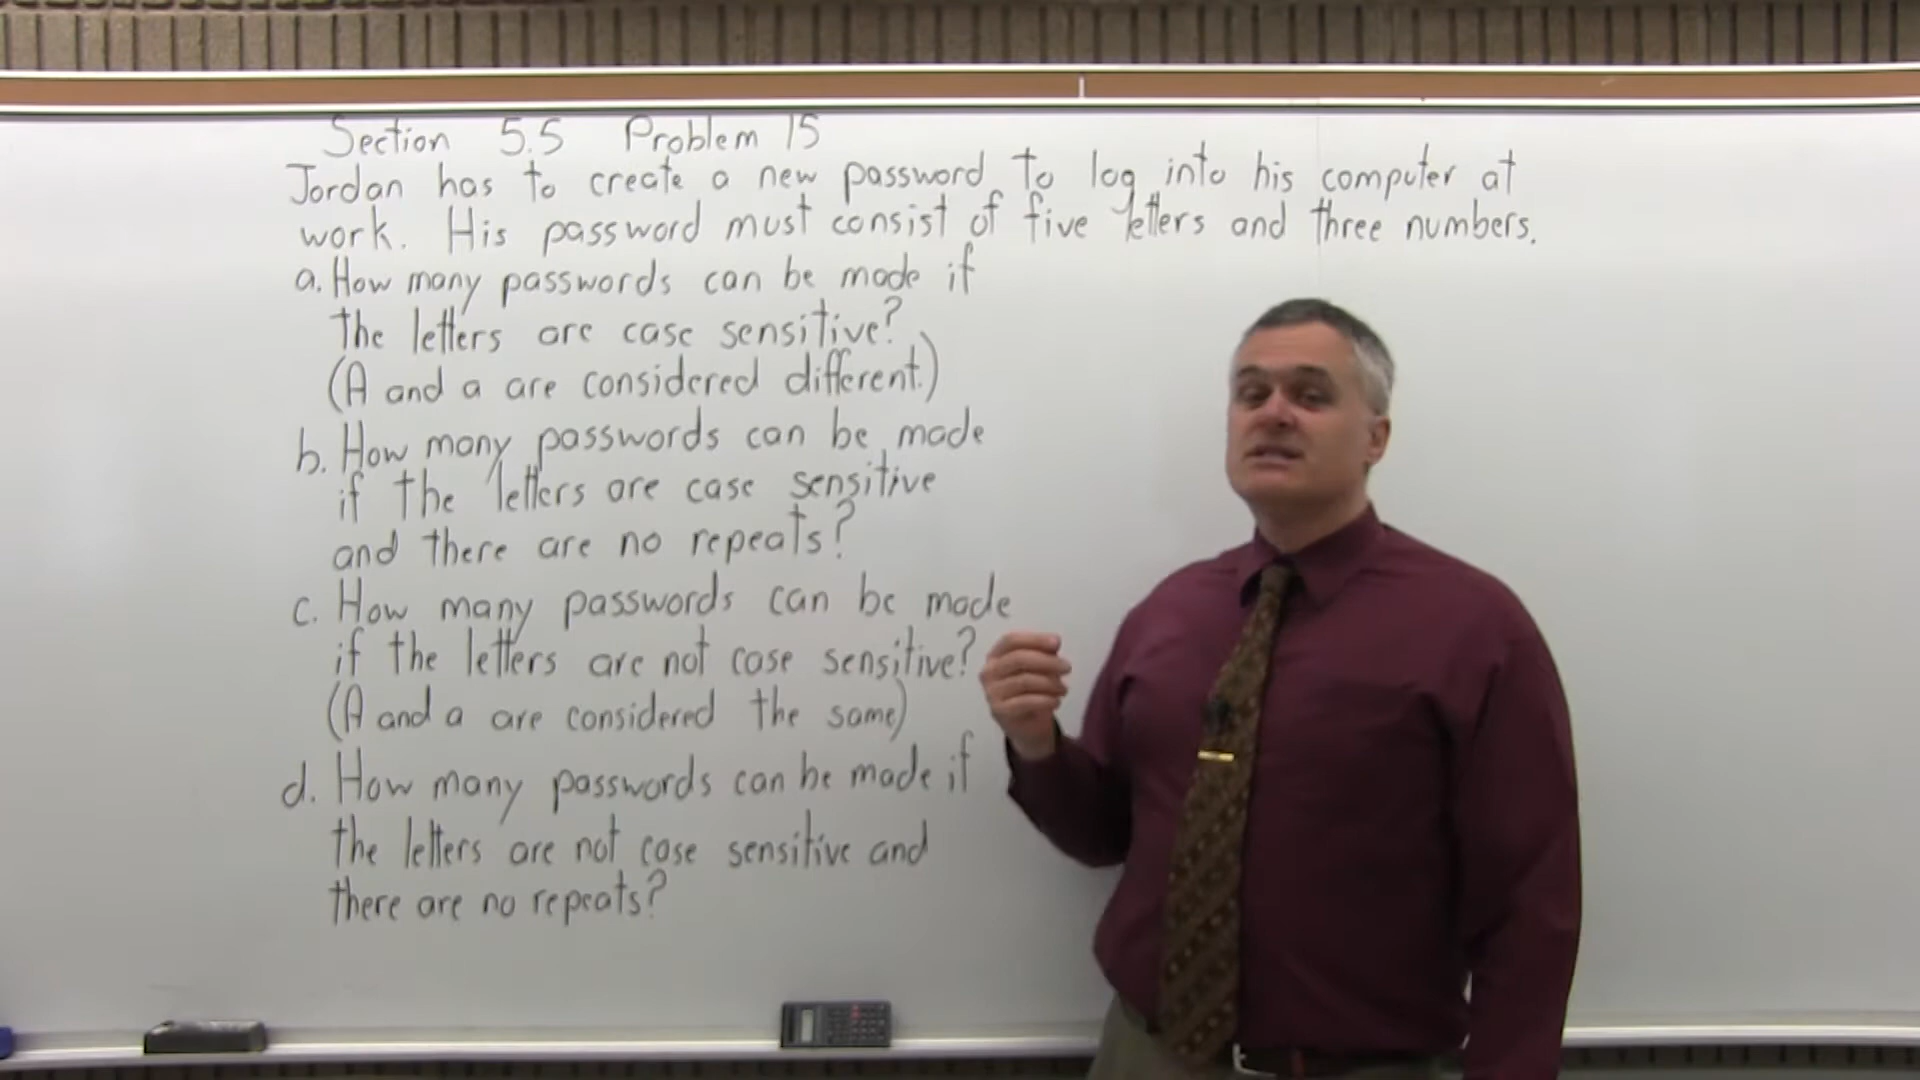 Section 5.5 Problem 15
Jordan has to create a new password to log into his computer at
work. His password must consist of five letters and three numbers.
a. How many passwords can be made if
the letters are case sensitive?
(A and a are considered different.)
b. How many passwords can be made
if the letters are case sensitive
and there are no repeats?
c. How many passwords can be made
if the letters are not case sensitive?
(A and a are considered the same)
d. How many passwords can be made if
the letters are not case sensitive and
there are no repeats?